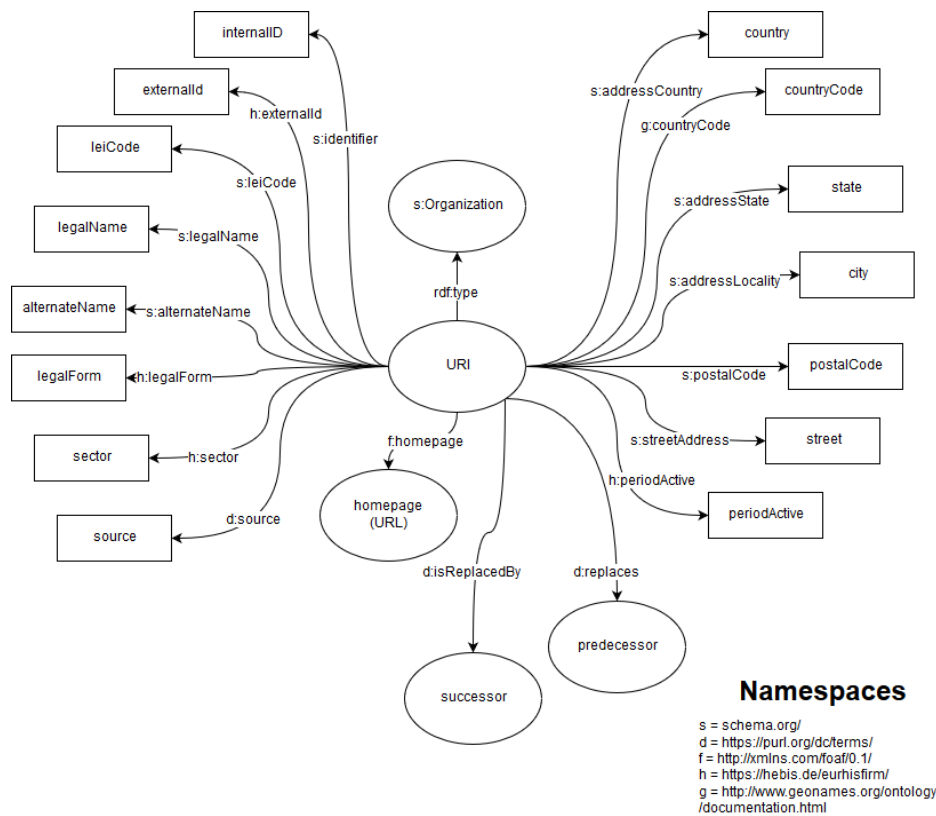 internalID
country
s:addressCountry
externalId
countryCode
h:externalId
g:countryCode
s:identifier
leiCode
s:leiCode
state
s:Organization
s:addressState
legalName
s:legalName
city
s:addressLocality
rdf:type
alternateName
s:alternateName
URI
postalCode
s:postalCode
legalForm
h:legalForm
f:homepage
street
s:streetAddress
sector
h:sector
h:periodActive
homepage
(URL)
periodActive
d:source
source
d:isReplacedBy
d:replaces
predecessor
successor
Namespaces
s = schema.org/
d = https://purl.org/dc/terms/
f = http://xmlns.com/foaf/0.1/
h = https://hebis.de/eurhisfirm/
g = http://www.geonames.org/ontology
/documentation.html